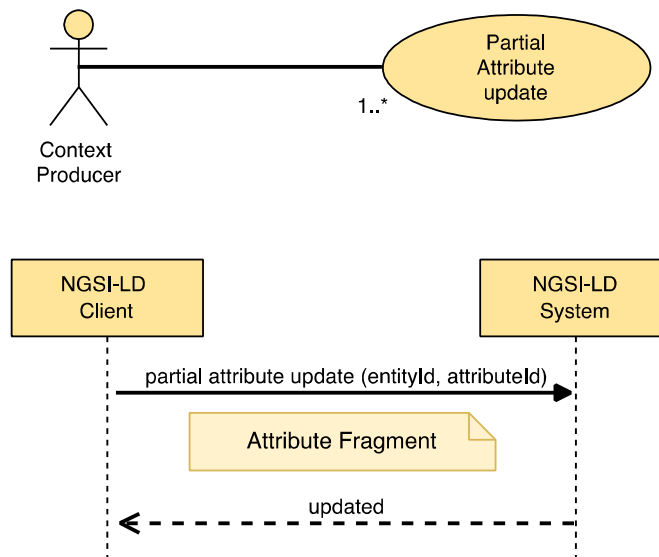 Partial
Attribute
update
1..*
Context
Producer
NGSI-LD
Client
NGSI-LD
System
partial attribute update (entityId, attributeId)
Attribute Fragment
updated